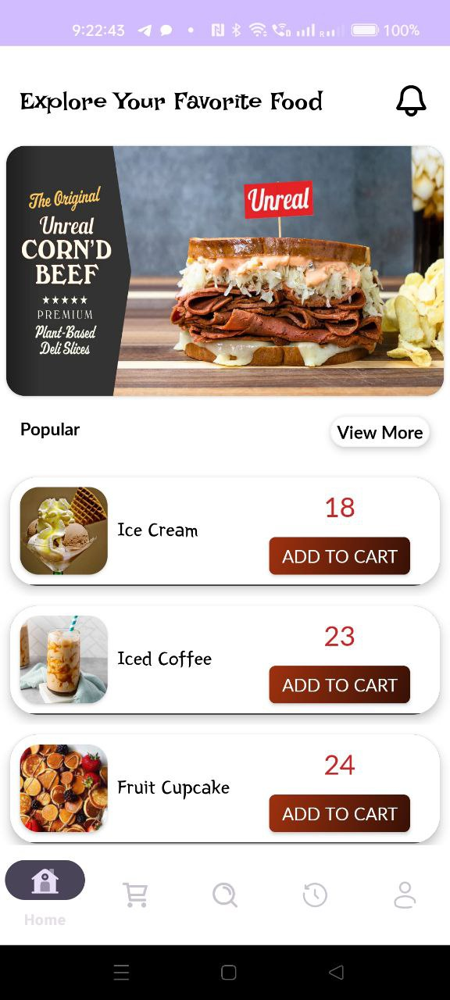 9:22:43
100%
Explore Your Favorite Food
The Original
Unreal
CORN'D
BEEF
★★★★★
PREMIUM
Plant-Based
Deli Slices
Unreal
Popular
View More
18
Ice Cream
ADD TO CART
23
Iced Coffee
ADD TO CART
24
Fruit Cupcake
ADD TO CART
Home